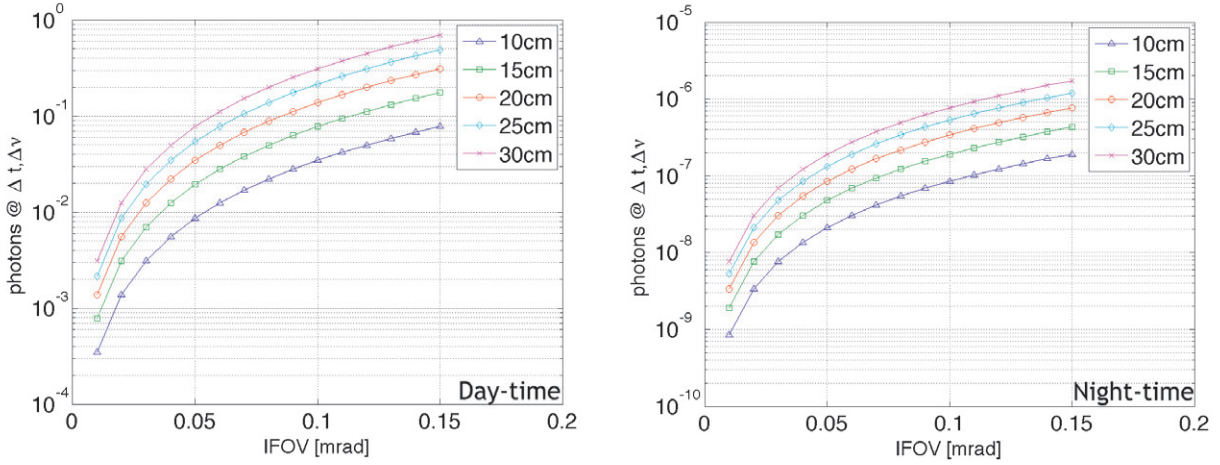 10^0
10^-1
10^-2
10^-3
10^-4
photons @ Δ t,Δν
10cm
15cm
20cm
25cm
30cm
Day-time
0
0.05
0.1
0.15
0.2
IFOV [mrad]
10^-5
10^-6
10^-7
10^-8
10^-9
10^-10
photons @ Δ t,Δν
10cm
15cm
20cm
25cm
30cm
Night-time
0
0.05
0.1
0.15
0.2
IFOV [mrad]